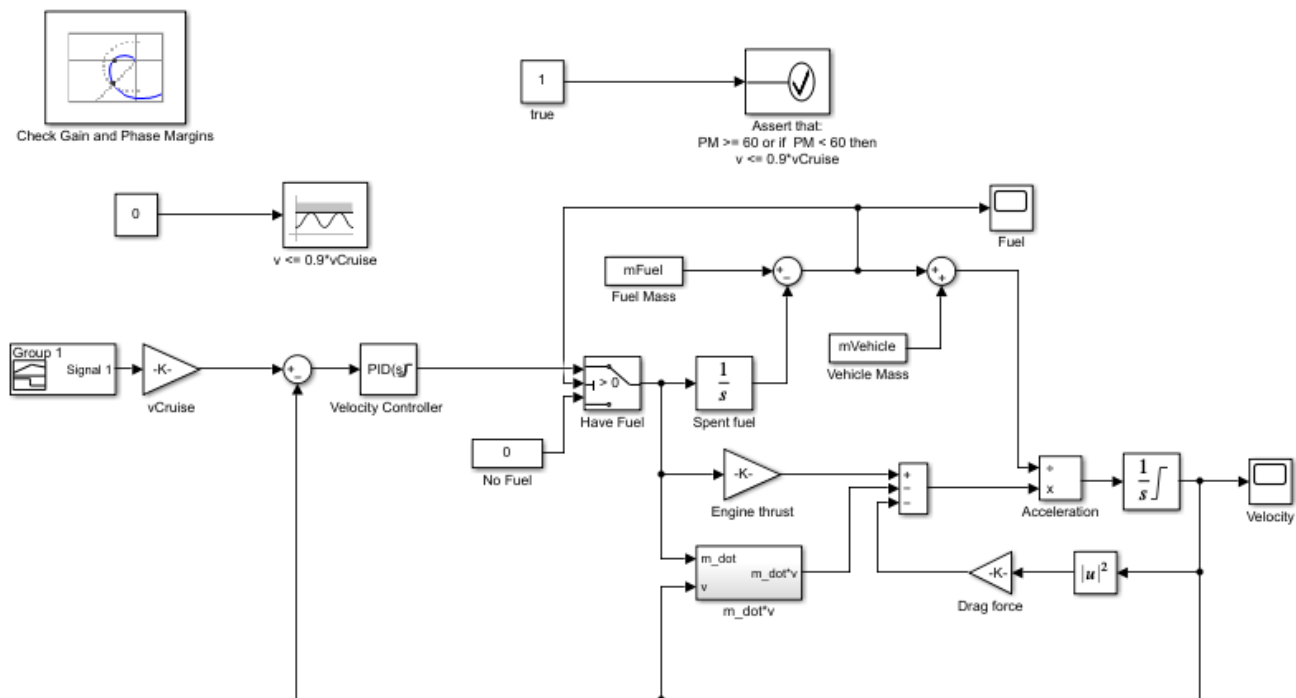 Check Gain and Phase Margins
1
true
Assert that:
PM >= 60 or if PM < 60 then
v <= 0.9*vCruise
0
v <= 0.9*vCruise
Fuel
mFuel
Fuel Mass
+
−
+
+
mVehicle
Vehicle Mass
Group 1
Signal 1
-K-
vCruise
+
−
PID(s)
Velocity Controller
> 0
Have Fuel
1
s
Spent fuel
0
No Fuel
-K-
Engine thrust
+
−
−
÷
x
Acceleration
1
s
Velocity
m_dot
v
m_dot*v
m_dot*v
-K-
Drag force
|u|²